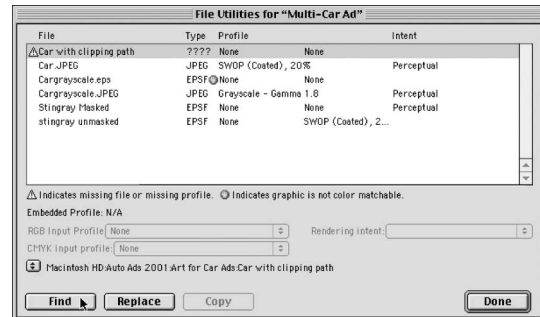 File Utilities for “Multi-Car Ad”
File Type Profile Intent
Car with clipping path ???? None None
Car.JPEG JPEG SWOP (Coated), 20% Perceptual
Cargrayscale.eps EPSF None None
Cargrayscale.JPEG JPEG Grayscale - Gamma 1.8 Perceptual
Stingray Masked EPSF None None Perceptual
stingray unmasked EPSF None SWOP (Coated), 2...
Indicates missing file or missing profile. Indicates graphic is not color matchable.
Embedded Profile: N/A
RGB Input Profile None Rendering intent:
CMYK input profile: None
Macintosh HD:Auto Ads 2001:Art for Car Ads:Car with clipping path
Find Replace Copy Done